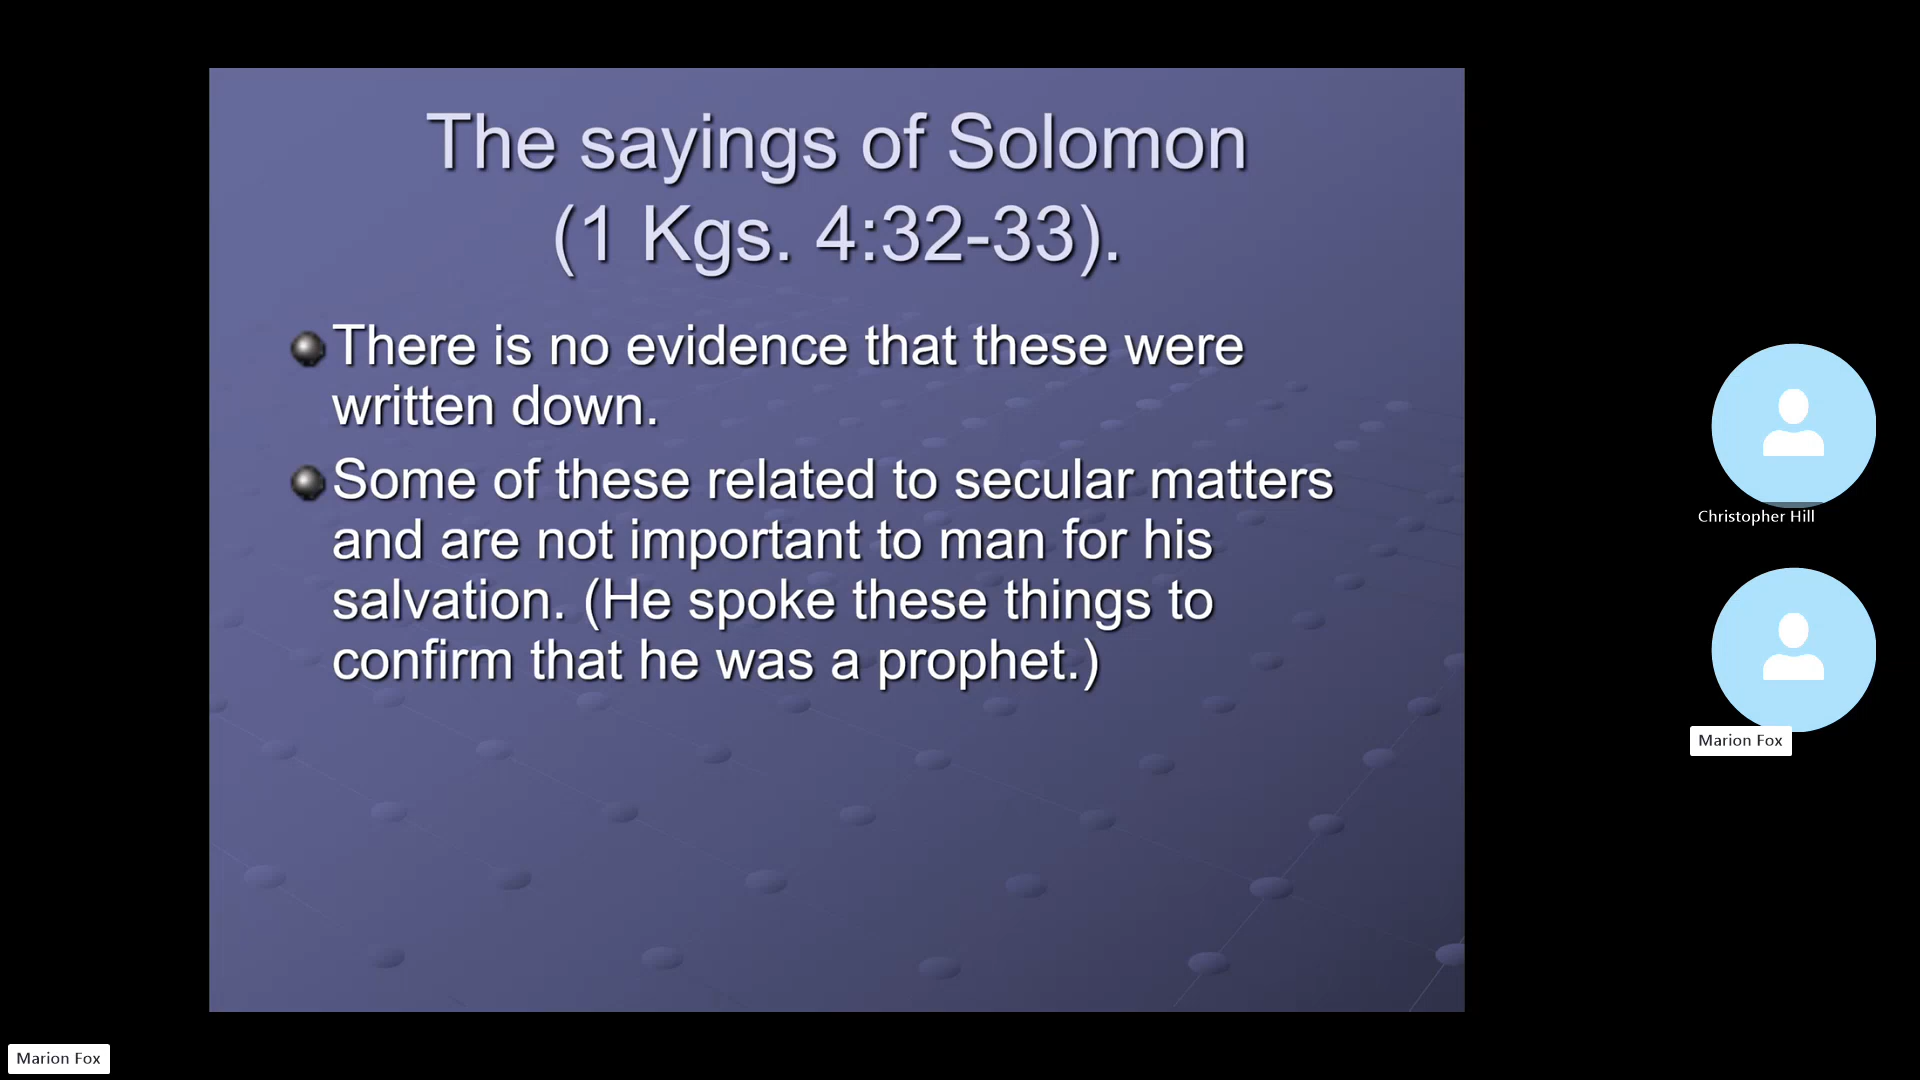 The sayings of Solomon
(1 Kgs. 4:32-33).
There is no evidence that these were
written down.
Some of these related to secular matters
and are not important to man for his
salvation. (He spoke these things to
confirm that he was a prophet.)
Christopher Hill
Marion Fox
Marion Fox